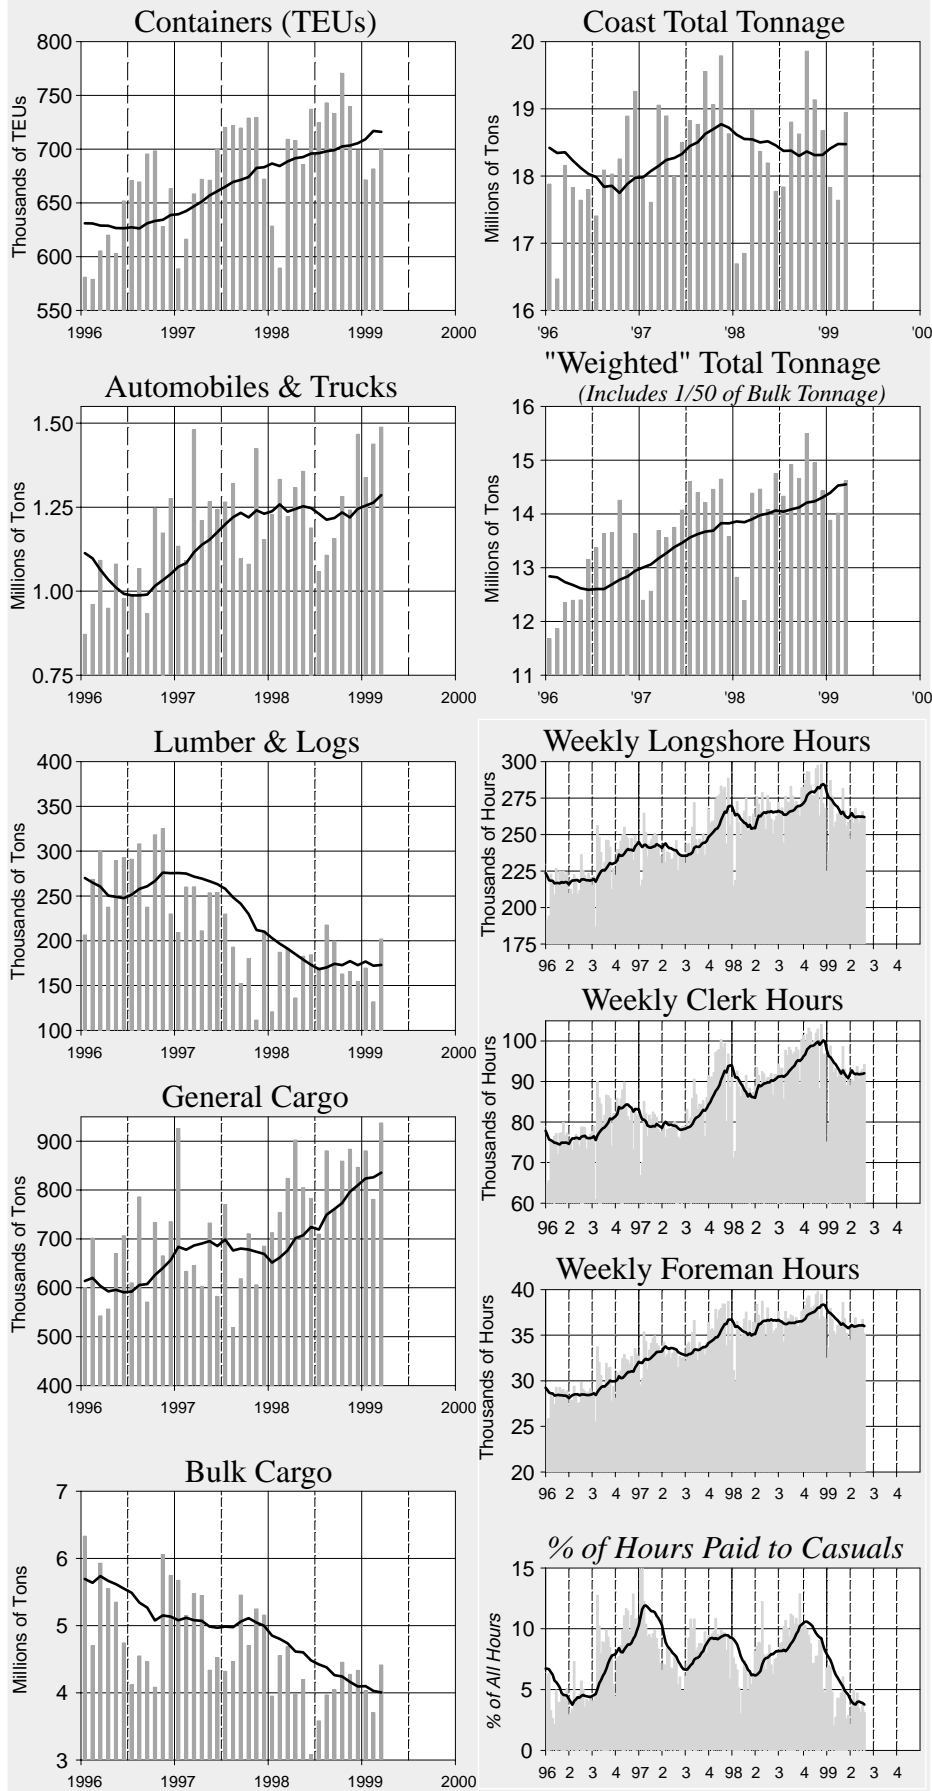 Containers (TEUs)
Thousands of TEUs
800
750
700
650
600
550
1996 1997 1998 1999 2000
Coast Total Tonnage
Millions of Tons
20
19
18
17
16
'96 '97 '98 '99 '00
Automobiles & Trucks
Millions of Tons
1.50
1.25
1.00
0.75
1996 1997 1998 1999 2000
"Weighted" Total Tonnage
(Includes 1/50 of Bulk Tonnage)
Millions of Tons
16
15
14
13
12
11
'96 '97 '98 '99 '00
Lumber & Logs
Thousands of Tons
400
350
300
250
200
150
100
1996 1997 1998 1999 2000
Weekly Longshore Hours
Thousands of Hours
300
275
250
225
200
175
96 2 3 4 97 2 3 4 98 2 3 4 99 2 3 4
Weekly Clerk Hours
Thousands of Hours
100
90
80
70
60
96 2 3 4 97 2 3 4 98 2 3 4 99 2 3 4
General Cargo
Thousands of Tons
900
800
700
600
500
400
1996 1997 1998 1999 2000
Weekly Foreman Hours
Thousands of Hours
40
35
30
25
20
96 2 3 4 97 2 3 4 98 2 3 4 99 2 3 4
Bulk Cargo
Millions of Tons
7
6
5
4
3
1996 1997 1998 1999 2000
% of Hours Paid to Casuals
% of All Hours
15
10
5
0
96 2 3 4 97 2 3 4 98 2 3 4 99 2 3 4